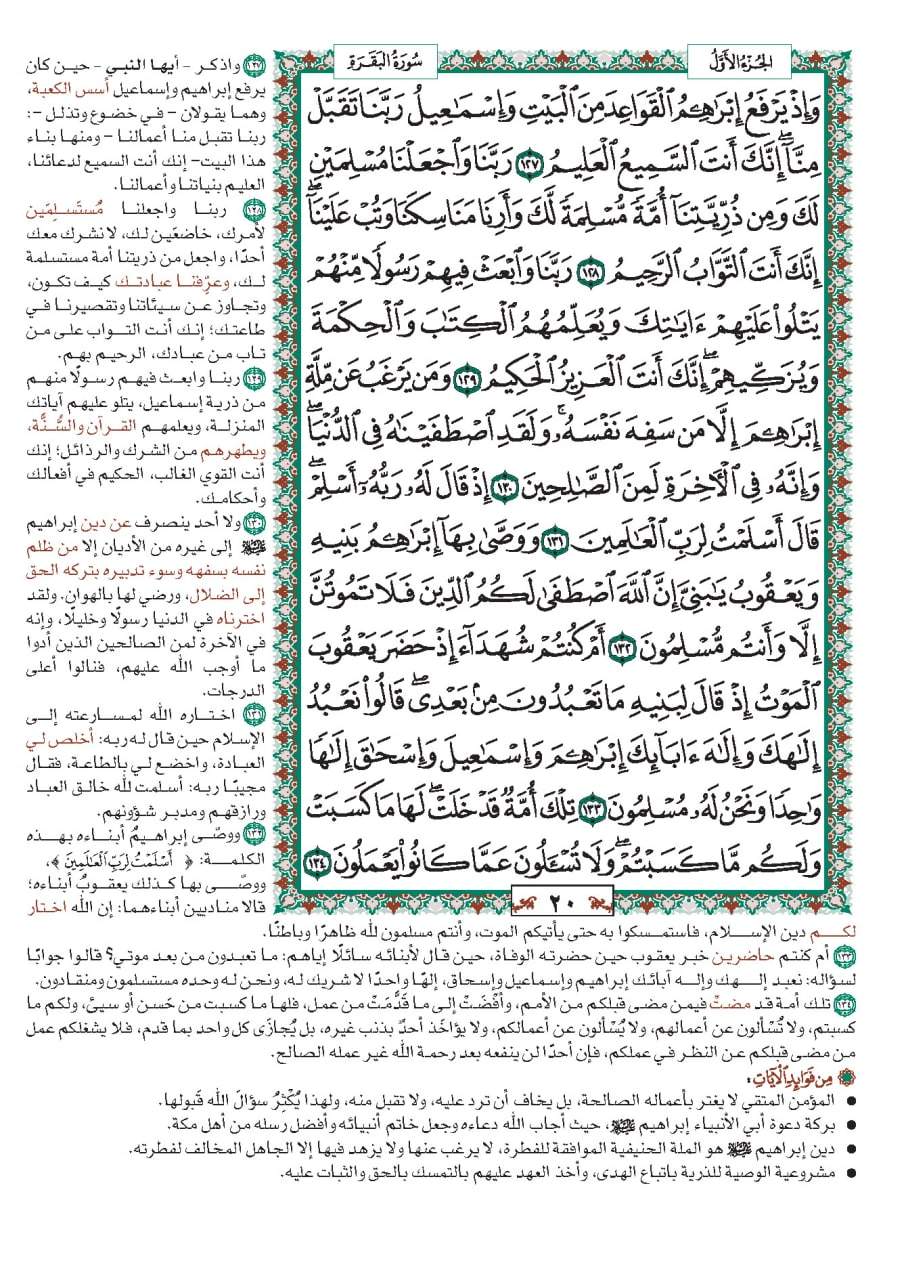 الجُزءُ الأَوَّلُ
سُورَةُ البَقَرَةِ
وَإِذۡ يَرۡفَعُ إِبۡرَٰهِـۧمُ ٱلۡقَوَاعِدَ مِنَ ٱلۡبَيۡتِ وَإِسۡمَٰعِيلُ رَبَّنَا تَقَبَّلۡ
مِنَّآۖ إِنَّكَ أَنتَ ٱلسَّمِيعُ ٱلۡعَلِيمُ ١٢٧ رَبَّنَا وَٱجۡعَلۡنَا مُسۡلِمَيۡنِ
لَكَ وَمِن ذُرِّيَّتِنَآ أُمَّةٗ مُّسۡلِمَةٗ لَّكَ وَأَرِنَا مَنَاسِكَنَا وَتُبۡ عَلَيۡنَآۖ
إِنَّكَ أَنتَ ٱلتَّوَّابُ ٱلرَّحِيمُ ١٢٨ رَبَّنَا وَٱبۡعَثۡ فِيهِمۡ رَسُولٗا مِّنۡهُمۡ
يَتۡلُواْ عَلَيۡهِمۡ ءَايَٰتِكَ وَيُعَلِّمُهُمُ ٱلۡكِتَٰبَ وَٱلۡحِكۡمَةَ
وَيُزَكِّيهِمۡۖ إِنَّكَ أَنتَ ٱلۡعَزِيزُ ٱلۡحَكِيمُ ١٢٩ وَمَن يَرۡغَبُ عَن مِّلَّةِ
إِبۡرَٰهِـۧمَ إِلَّا مَن سَفِهَ نَفۡسَهُۥۚ وَلَقَدِ ٱصۡطَفَيۡنَٰهُ فِي ٱلدُّنۡيَاۖ
وَإِنَّهُۥ فِي ٱلۡأٓخِرَةِ لَمِنَ ٱلصَّٰلِحِينَ ١٣٠ إِذۡ قَالَ لَهُۥ رَبُّهُۥٓ أَسۡلِمۡۖ
قَالَ أَسۡلَمۡتُ لِرَبِّ ٱلۡعَٰلَمِينَ ١٣١ وَوَصَّىٰ بِهَآ إِبۡرَٰهِـۧمُ بَنِيهِ
وَيَعۡقُوبُ يَٰبَنِيَّ إِنَّ ٱللَّهَ ٱصۡطَفَىٰ لَكُمُ ٱلدِّينَ فَلَا تَمُوتُنَّ
إِلَّا وَأَنتُم مُّسۡلِمُونَ ١٣٢ أَمۡ كُنتُمۡ شُهَدَآءَ إِذۡ حَضَرَ يَعۡقُوبَ
ٱلۡمَوۡتُ إِذۡ قَالَ لِبَنِيهِ مَا تَعۡبُدُونَ مِنۢ بَعۡدِيۖ قَالُواْ نَعۡبُدُ
إِلَٰهَكَ وَإِلَٰهَ ءَابَآئِكَ إِبۡرَٰهِـۧمَ وَإِسۡمَٰعِيلَ وَإِسۡحَٰقَ إِلَٰهٗا
وَٰحِدٗا وَنَحۡنُ لَهُۥ مُسۡلِمُونَ ١٣٣ تِلۡكَ أُمَّةٞ قَدۡ خَلَتۡۖ لَهَا مَا كَسَبَتۡ
وَلَكُم مَّا كَسَبۡتُمۡۖ وَلَا تُسۡـَٔلُونَ عَمَّا كَانُواْ يَعۡمَلُونَ ١٣٤
٢٠
١٢٧ واذكر - أيها النبي - حين كان
يرفع إبراهيم وإسماعيل أسس الكعبة،
وهما يقولان - في خضوع وتذلل -:
ربنا تقبل منا أعمالنا -ومنها بناء
هذا البيت- إنك أنت السميع لدعائنا،
العليم بنياتنا وأعمالنا.
١٢٨ ربنا واجعلنا مُستَسلِمَين
لأمرك، خاضعَين لك، لا نشرك معك
أحدًا، واجعل من ذريتنا أمة مستسلمة
لك، وعرِّفنا عبادتك كيف تكون،
وتجاوز عن سيئاتنا وتقصيرنا في
طاعتك؛ إنك أنت التواب على من
تاب من عبادك، الرحيم بهم.
١٢٩ ربنا وابعث فيهم رسولًا منهم
من ذرية إسماعيل، يتلو عليهم آياتك
المنزلة، ويعلمهم القرآن والسُّنَّة،
ويطهرهم من الشرك والرذائل؛ إنك
أنت القوي الغالب، الحكيم في أفعالك
وأحكامك.
١٣٠ ولا أحد ينصرف عن دين إبراهيم
ﷺ إلى غيره من الأديان إلا من ظلم
نفسه بسفهه وسوء تدبيره بتركه الحق
إلى الضلال، ورضي لها بالهوان. ولقد
اخترناه في الدنيا رسولًا وخليلًا، وإنه
في الآخرة لمن الصالحين الذين أدوا
ما أوجب الله عليهم، فنالوا أعلى
الدرجات.
١٣١ اختاره الله لمسارعته إلى
الإسلام حين قال له ربه: أخلص لي
العبادة، واخضع لي بالطاعة، فقال
مجيبًا ربه: أسلمت لله خالق العباد
ورازقهم ومدبر شؤونهم.
١٣٢ ووصّى إبراهيمُ أبناءه بهذه
الكلمة: ﴿ أَسْلَمْتُ لِرَبِّ الْعَالَمِينَ ﴾،
ووصّى بها كذلك يعقوبُ أبناءه؛
قالا مناديين أبناءهما: إن الله اختار
لكم دين الإسلام، فاستمسكوا به حتى يأتيكم الموت، وأنتم مسلمون لله ظاهرًا وباطنًا.
١٣٣ أم كنتم حاضرين خبر يعقوب حين حضرته الوفاة، حين قال لأبنائه سائلًا إياهم: ما تعبدون من بعد موتي؟ قالوا جوابًا
لسؤاله: نعبد إلهك وإله آبائك إبراهيم وإسماعيل وإسحاق، إلهًا واحدًا لا شريك له، ونحن له وحده مستسلمون ومنقادون.
١٣٤ تلك أمة قد مضتْ فيمن مضى قبلكم من الأمم، وأفْضَتْ إلى ما قَدَّمَتْ من عمل، فلها ما كسبت من حَسن أو سيئ، ولكم ما
كسبتم، ولا تُسْألون عن أعمالهم، ولا يُسْألون عن أعمالكم، ولا يؤاخَذ أحدٌ بذنب غيره، بل يُجازَى كل واحد بما قدم، فلا يشغلكم عمل
من مضى قبلكم عن النظر في عملكم، فإن أحدًا لن ينفعه بعد رحمة الله غير عمله الصالح.
مِن فَوَائِدِ الآيَاتِ:
● المؤمن المتقي لا يغتر بأعماله الصالحة، بل يخاف أن ترد عليه، ولا تقبل منه، ولهذا يُكْثِرُ سؤالَ الله قَبولها.
● بركة دعوة أبي الأنبياء إبراهيم ﷺ، حيث أجاب الله دعاءه وجعل خاتم أنبيائه وأفضل رسله من أهل مكة.
● دين إبراهيم ﷺ هو الملة الحنيفية الموافقة للفطرة، لا يرغب عنها ولا يزهد فيها إلا الجاهل المخالف لفطرته.
● مشروعية الوصية للذرية باتباع الهدى، وأخذ العهد عليهم بالتمسك بالحق والثبات عليه.